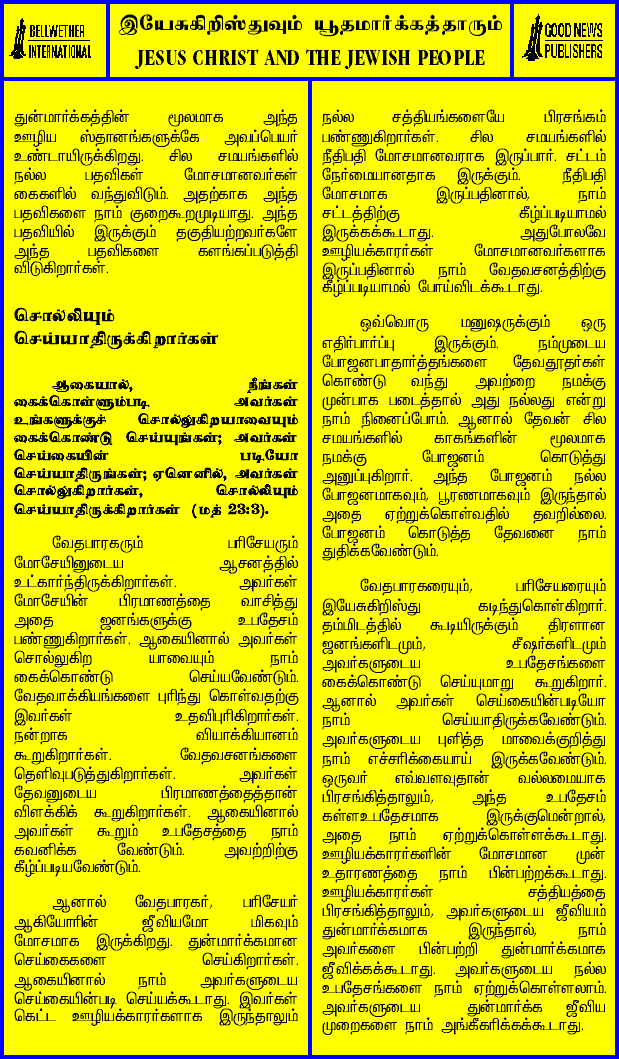 BELLWETHER
INTERNATIONAL
இயேசுகிறிஸ்துவும் யூதமார்க்கத்தாரும்
JESUS CHRIST AND THE JEWISH PEOPLE
GOOD NEWS
PUBLISHERS
துன்மார்க்கத்தின் மூலமாக அந்த
ஊழிய ஸ்தானங்களுக்கே அவப்பெயர்
உண்டாயிருக்கிறது. சில சமயங்களில்
நல்ல பதவிகள் மோசமானவர்கள்
கைகளில் வந்துவிடும். அதற்காக அந்த
பதவிகளை நாம் குறைகூறமுடியாது. அந்த
பதவியில் இருக்கும் தகுதியற்றவர்களே
அந்த பதவிகளை களங்கப்படுத்தி
விடுகிறார்கள்.
சொல்லியும்
செய்யாதிருக்கிறார்கள்
ஆகையால், நீங்கள்
கைக்கொள்ளும்படி அவர்கள்
உங்களுக்குச் சொல்லுகிறயாவையும்
கைக்கொண்டு செய்யுங்கள்; அவர்கள்
செய்கையின் படியோ
செய்யாதிருங்கள்; ஏனெனில், அவர்கள்
சொல்லுகிறார்கள், சொல்லியும்
செய்யாதிருக்கிறார்கள் (மத் 23:3).
வேதபாரகரும் பரிசேயரும்
மோசேயினுடைய ஆசனத்தில்
உட்கார்ந்திருக்கிறார்கள். அவர்கள்
மோசேயின் பிரமாணத்தை வாசித்து
அதை ஜனங்களுக்கு உபதேசம்
பண்ணுகிறார்கள். ஆகையினால் அவர்கள்
சொல்லுகிற யாவையும் நாம்
கைக்கொண்டு செய்யவேண்டும்.
வேதவாக்கியங்களை புரிந்து கொள்வதற்கு
இவர்கள் உதவிபுரிகிறார்கள்.
நன்றாக வியாக்கியானம்
கூறுகிறார்கள். வேதவசனங்களை
தெளிவுபடுத்துகிறார்கள். அவர்கள்
தேவனுடைய பிரமாணத்தைத்தான்
விளக்கிக் கூறுகிறார்கள். ஆகையினால்
அவர்கள் கூறும் உபதேசத்தை நாம்
கவனிக்க வேண்டும். அவற்றிற்கு
கீழ்ப்படியவேண்டும்.
ஆனால் வேதபாரகர், பரிசேயர்
ஆகியோரின் ஜீவியமோ மிகவும்
மோசமாக இருக்கிறது. துன்மார்க்கமான
செய்கைகளை செய்கிறார்கள்.
ஆகையினால் நாம் அவர்களுடைய
செய்கையின்படி செய்யக்கூடாது. இவர்கள்
கெட்ட ஊழியக்காரர்களாக இருந்தாலும்
நல்ல சத்தியங்களையே பிரசங்கம்
பண்ணுகிறார்கள். சில சமயங்களில்
நீதிபதி மோசமானவராக இருப்பார். சட்டம்
நேர்மையானதாக இருக்கும். நீதிபதி
மோசமாக இருப்பதினால், நாம்
சட்டத்திற்கு கீழ்ப்படியாமல்
இருக்கக்கூடாது. அதுபோலவே
ஊழியக்காரர்கள் மோசமானவர்களாக
இருப்பதினால் நாம் வேதவசனத்திற்கு
கீழ்ப்படியாமல் போய்விடக்கூடாது.
ஒவ்வொரு மனுஷருக்கும் ஒரு
எதிர்பார்ப்பு இருக்கும். நம்முடைய
போஜனபாதார்த்தங்களை தேவதூதர்கள்
கொண்டு வந்து அவற்றை நமக்கு
முன்பாக படைத்தால் அது நல்லது என்று
நாம் நினைப்போம். ஆனால் தேவன் சில
சமயங்களில் காகங்களின் மூலமாக
நமக்கு போஜனம் கொடுத்து
அனுப்புகிறார். அந்த போஜனம் நல்ல
போஜனமாகவும், பூரணமாகவும் இருந்தால்
அதை ஏற்றுக்கொள்வதில் தவறில்லை.
போஜனம் கொடுத்த தேவனை நாம்
துதிக்கவேண்டும்.
வேதபாரகரையும், பரிசேயரையும்
இயேசுகிறிஸ்து கடிந்துகொள்கிறார்.
தம்மிடத்தில் கூடியிருக்கும் திரளான
ஜனங்களிடமும், சீஷர்களிடமும்
அவர்களுடைய உபதேசங்களை
கைக்கொண்டு செய்யுமாறு கூறுகிறார்.
ஆனால் அவர்கள் செய்கையின்படியோ
நாம் செய்யாதிருக்கவேண்டும்.
அவர்களுடைய புளித்த மாவைக்குறித்து
நாம் எச்சரிக்கையாய் இருக்கவேண்டும்.
ஒருவர் எவ்வளவுதான் வல்லமையாக
பிரசங்கித்தாலும், அந்த உபதேசம்
கள்ளஉபதேசமாக இருக்குமென்றால்,
அதை நாம் ஏற்றுக்கொள்ளக்கூடாது.
ஊழியக்காரர்களின் மோசமான முன்
உதாரணத்தை நாம் பின்பற்றக்கூடாது.
ஊழியக்காரர்கள் சத்தியத்தை
பிரசங்கித்தாலும், அவர்களுடைய ஜீவியம்
துன்மார்க்கமாக இருந்தால், நாம்
அவர்களை பின்பற்றி துன்மார்க்கமாக
ஜீவிக்கக்கூடாது. அவர்களுடைய நல்ல
உபதேசங்களை நாம் ஏற்றுக்கொள்ளலாம்.
அவர்களுடைய துன்மார்க்க ஜீவிய
முறைகளை நாம் அங்கீகரிக்கக்கூடாது.